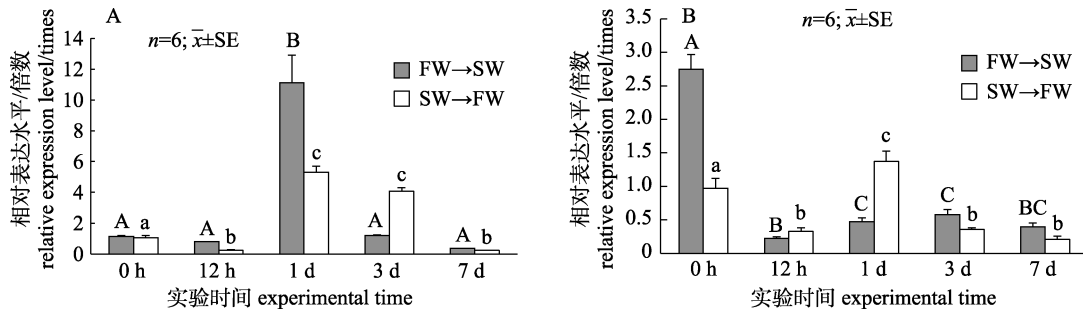 A
n=6; x̄±SE
相对表达水平/倍数
relative expression level/times
14
12
10
8
6
4
2
0
FW→SW
SW→FW
A a A b B c A c A b
0 h 12 h 1 d 3 d 7 d
实验时间 experimental time
B
n=6; x̄±SE
相对表达水平/倍数
relative expression level/times
3.5
3.0
2.5
2.0
1.5
1.0
0.5
0
FW→SW
SW→FW
A a B b C c C b BC b
0 h 12 h 1 d 3 d 7 d
实验时间 experimental time